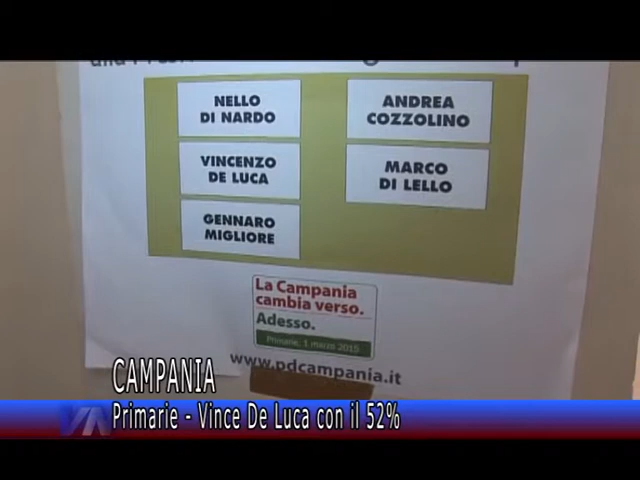 NELLO
DI NARDO
ANDREA
COZZOLINO
VINCENZO
DE LUCA
MARCO
DI LELLO
GENNARO
MIGLIORE
La Campania
cambia verso.
Adesso.
Primarie, 1 marzo 2015
www.pdcampania.it
CAMPANIA
Primarie - Vince De Luca con il 52%